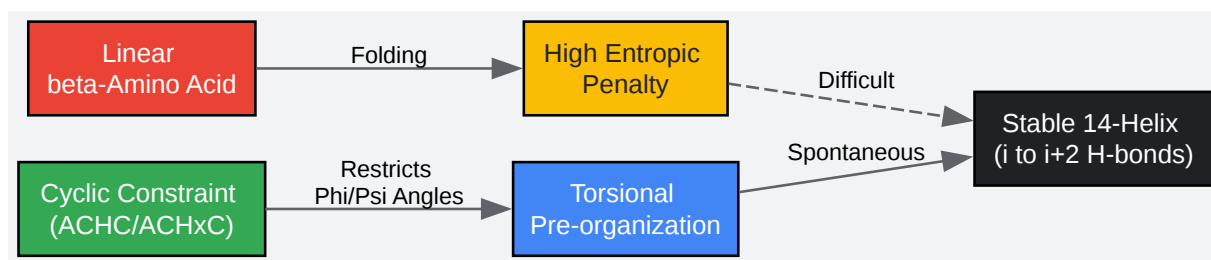 Linear
beta-Amino Acid
Folding
High Entropic
Penalty
Difficult
Stable 14-Helix
(i to i+2 H-bonds)
Cyclic Constraint
(ACHC/ACHxC)
Restricts
Phi/Psi Angles
Torsional
Pre-organization
Spontaneous